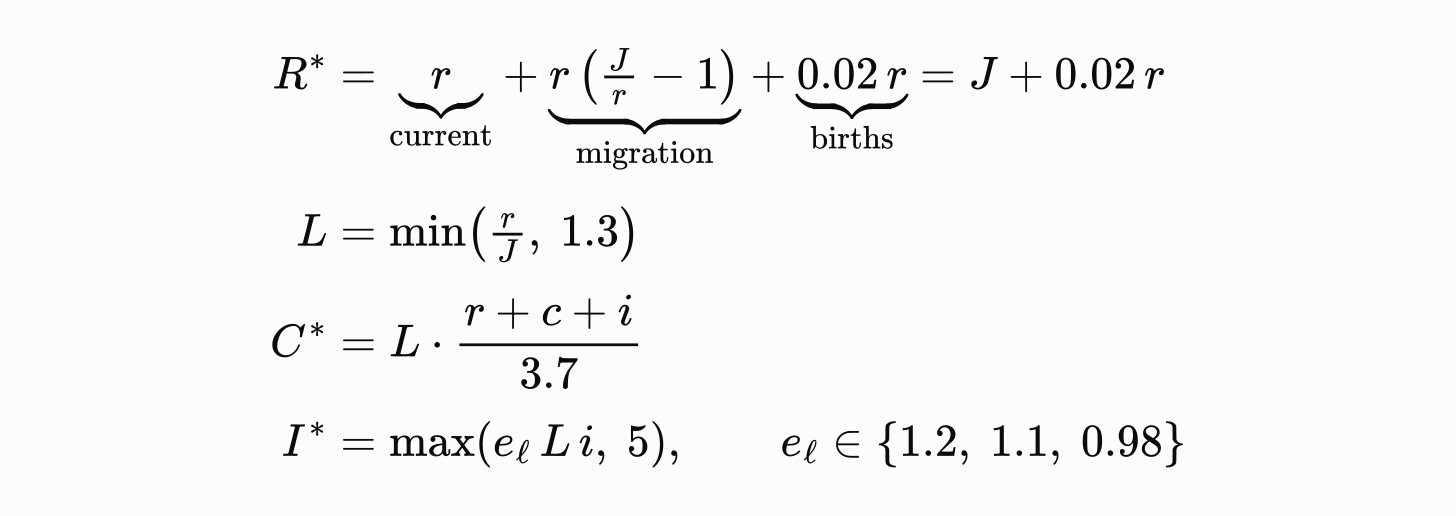 R* = r + r (J/r − 1) + 0.02 r = J + 0.02 r
current
migration
births
L = min(r/J, 1.3)
C* = L · (r + c + i)/3.7
I* = max(e_ℓ L i, 5), e_ℓ ∈ {1.2, 1.1, 0.98}